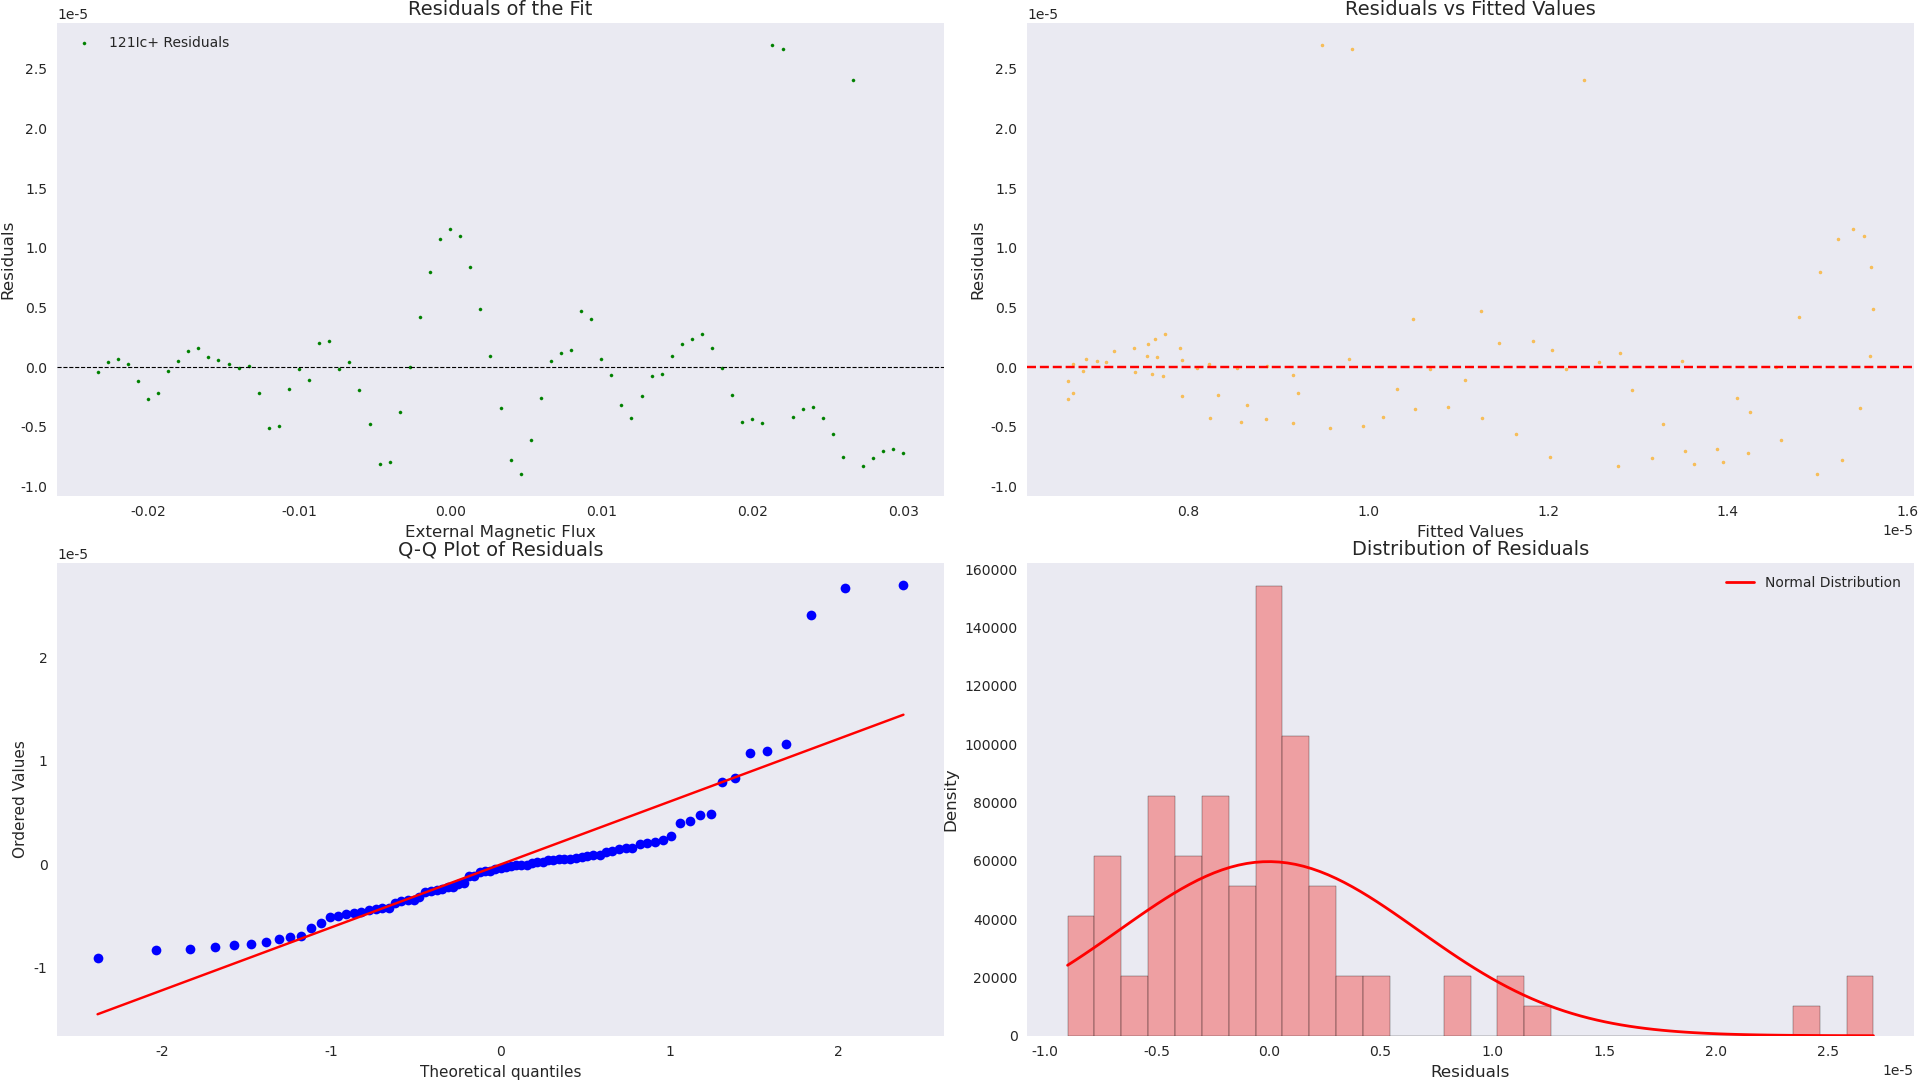 Residuals of the Fit
1e-5
121Ic+ Residuals
Residuals
2.5
2.0
1.5
1.0
0.5
0.0
-0.5
-1.0
-0.02
-0.01
0.00
0.01
0.02
0.03
External Magnetic Flux
Residuals vs Fitted Values
1e-5
Residuals
2.5
2.0
1.5
1.0
0.5
0.0
-0.5
-1.0
0.8
1.0
1.2
1.4
1.6
1e-5
Fitted Values
Q-Q Plot of Residuals
1e-5
Ordered Values
2
1
0
-1
-2
-1
0
1
2
Theoretical quantiles
Distribution of Residuals
Normal Distribution
Density
160000
140000
120000
100000
80000
60000
40000
20000
0
-1.0
-0.5
0.0
0.5
1.0
1.5
2.0
2.5
1e-5
Residuals